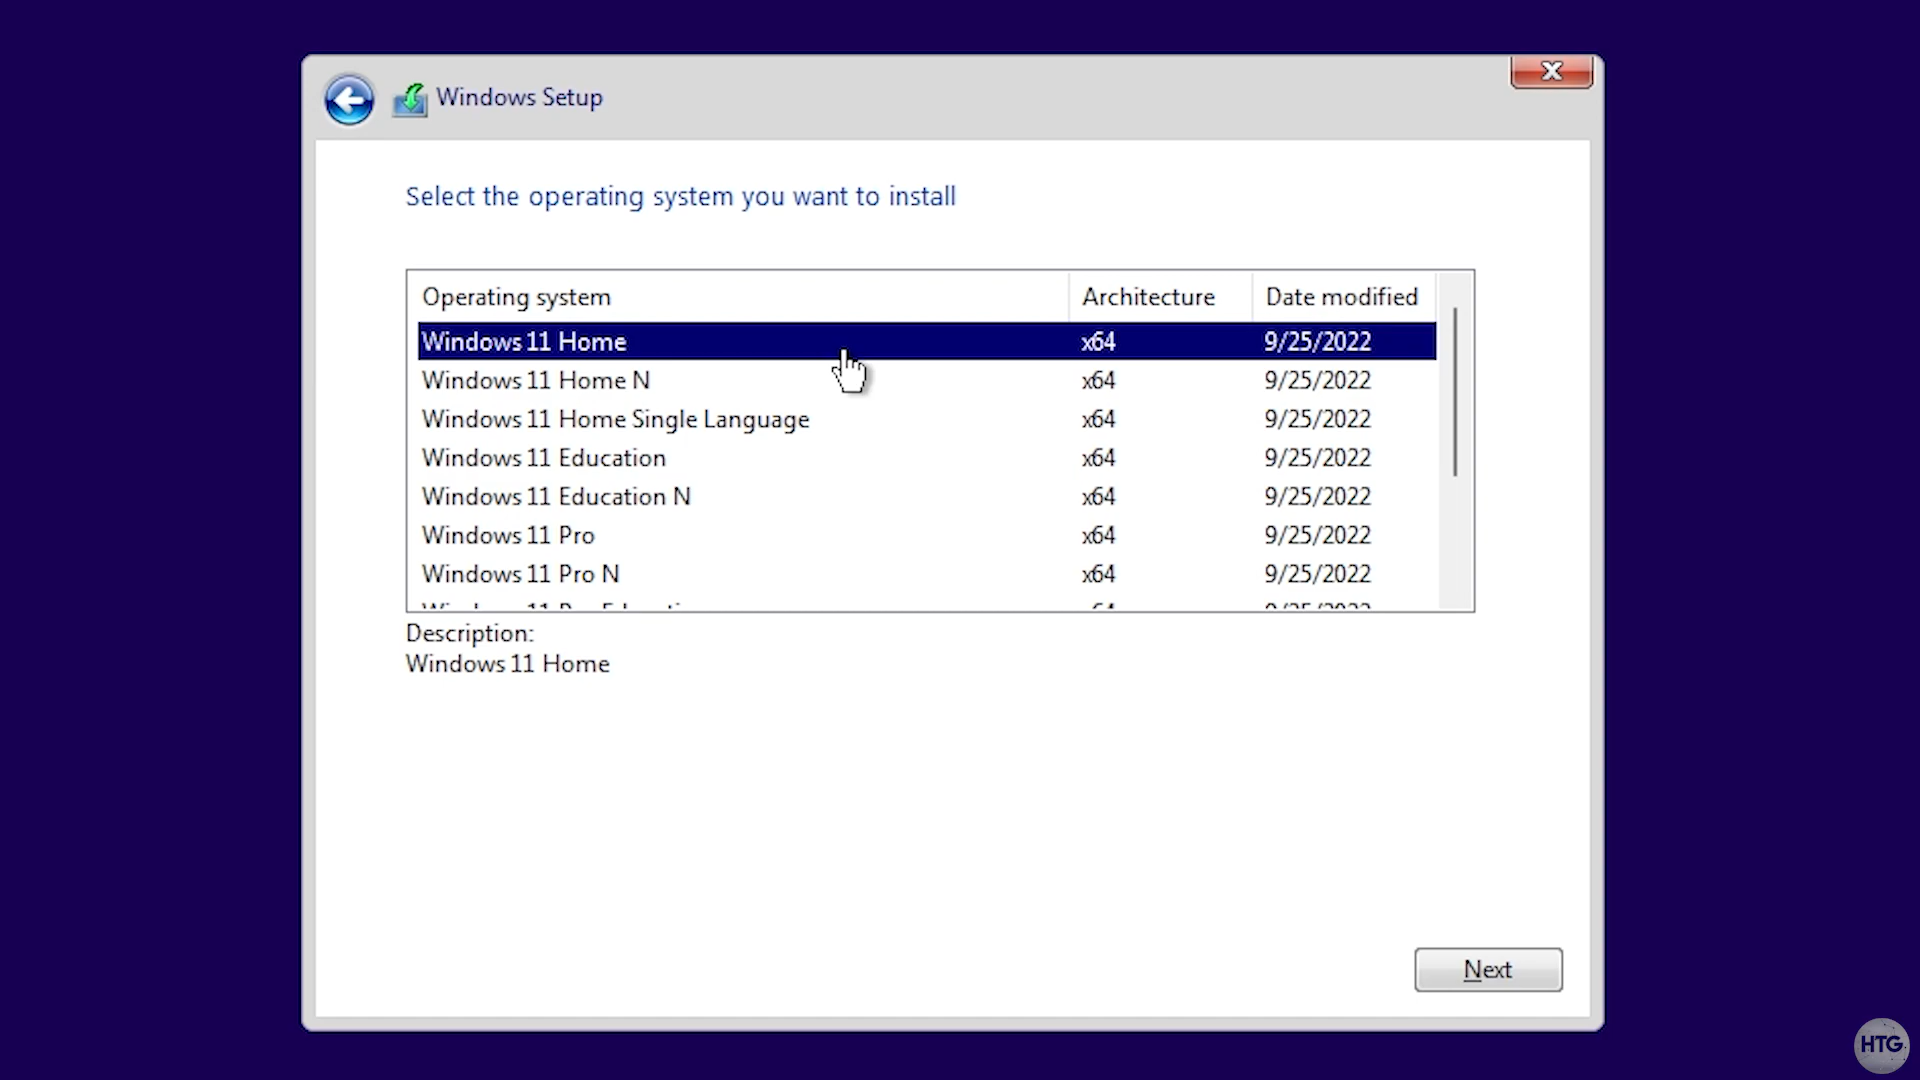 Windows Setup
X
Select the operating system you want to install
Operating system Architecture Date modified
Windows 11 Home x64 9/25/2022
Windows 11 Home N x64 9/25/2022
Windows 11 Home Single Language x64 9/25/2022
Windows 11 Education x64 9/25/2022
Windows 11 Education N x64 9/25/2022
Windows 11 Pro x64 9/25/2022
Windows 11 Pro N x64 9/25/2022
Description:
Windows 11 Home
Next
HTG